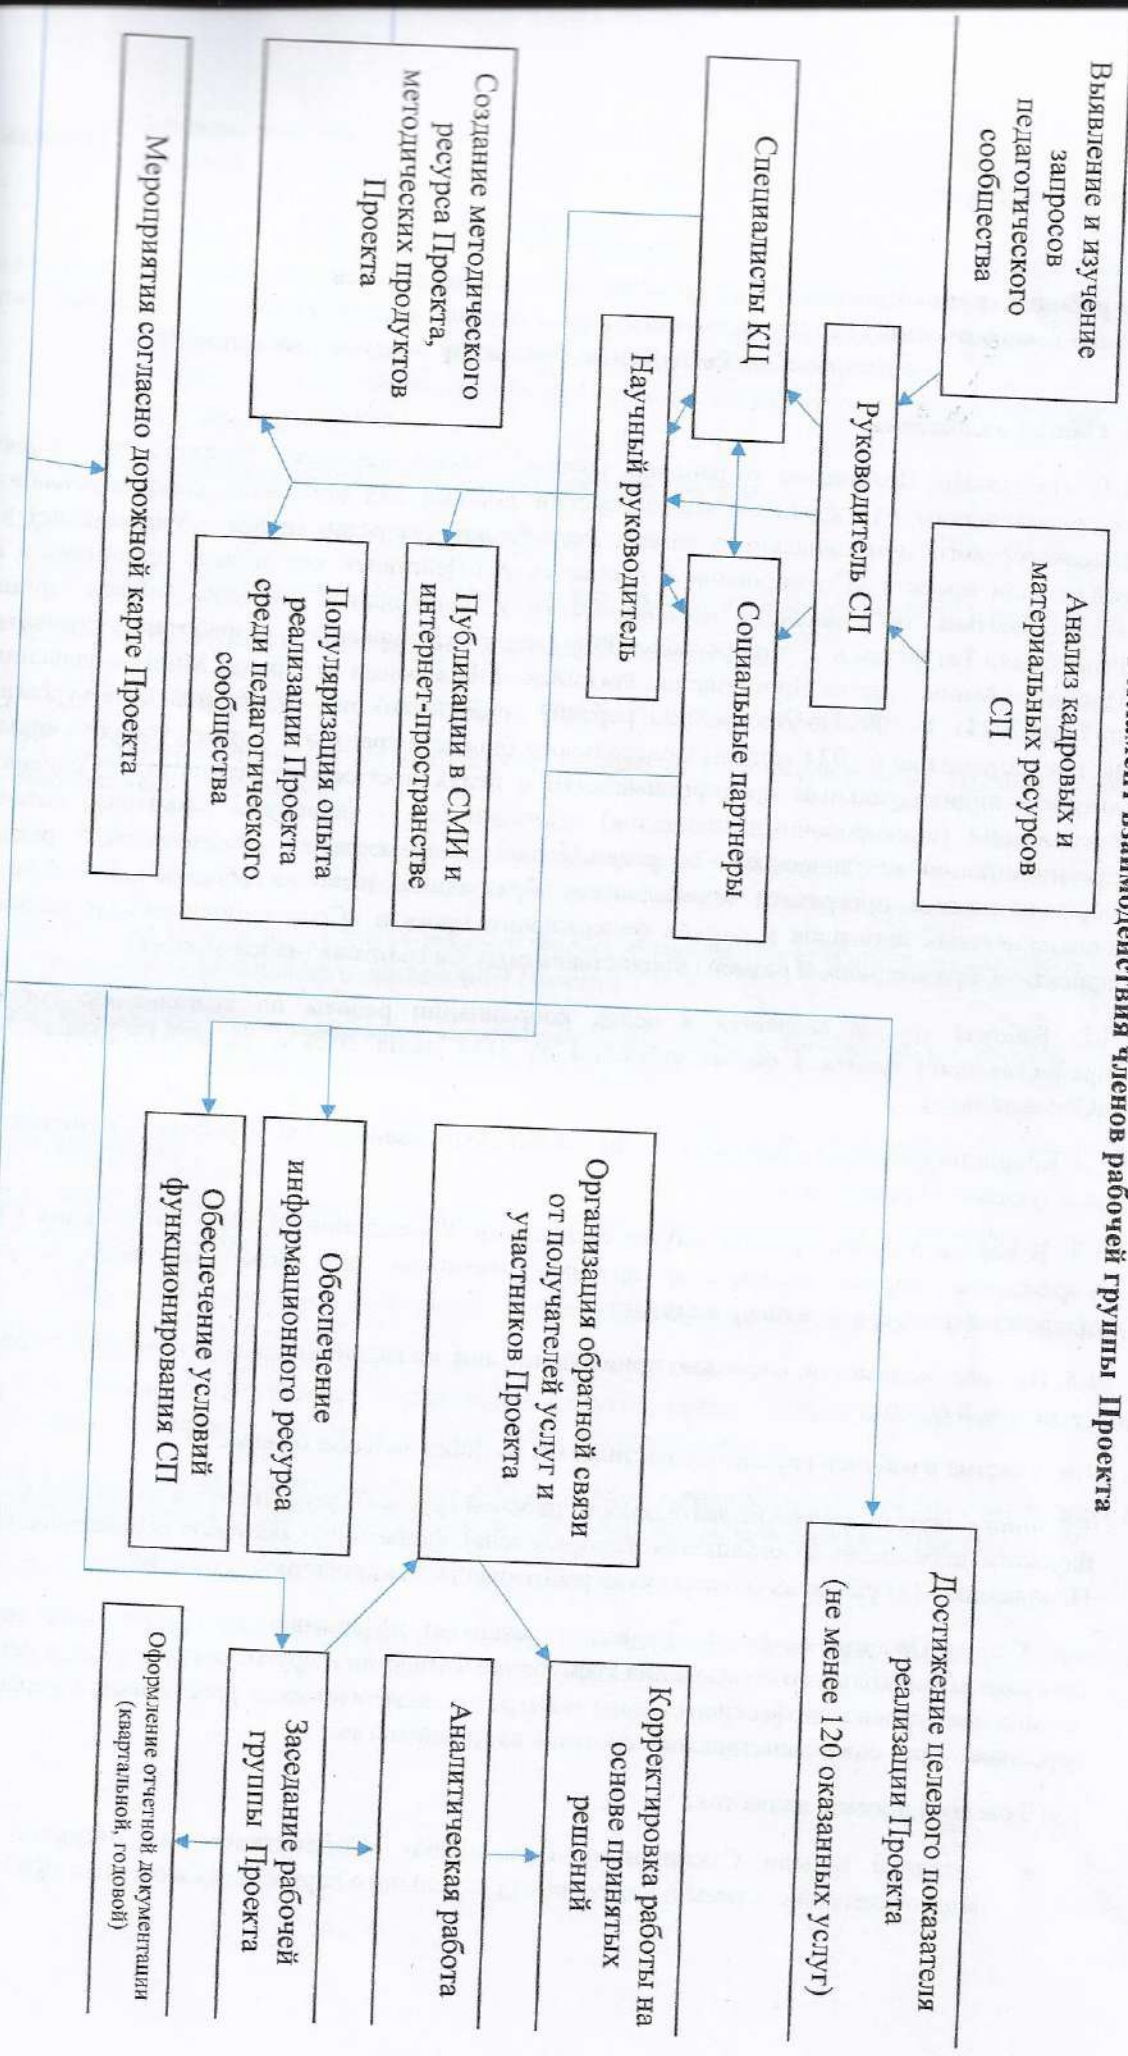 взаимодействия членов рабочей группы Проекта
Выявление и изучение
запросов
педагогического
сообщества
Анализ кадровых и
материальных ресурсов
СП
Руководитель СП
Специалисты КЦ
Социальные партнеры
Научный руководитель
Создание методического
ресурса Проекта,
методических продуктов
Проекта
Публикации в СМИ и
интернет-пространстве
Популяризация опыта
реализации Проекта
среди педагогического
сообщества
Мероприятия согласно дорожной карте Проекта
Достижение целевого показателя
реализации Проекта
(не менее 120 оказанных услуг)
Организация обратной связи
от получателей услуг и
участников Проекта
Корректировка работы на
основе принятых
решений
Обеспечение
информационного ресурса
Аналитическая работа
Обеспечение условий
функционирования СП
Заседание рабочей
группы Проекта
Оформление отчетной документации
(квартальной, годовой)